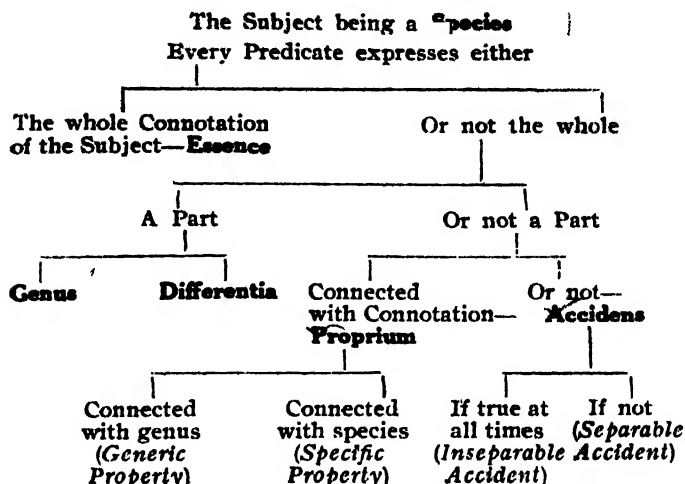 The Subject being a Species
Every Predicate expresses either
The whole Connotation
of the Subject—Essence
Or not the whole
A Part
Or not a Part
Genus
Differentia
Connected
with Connotation—
Proprium
Or not—
Accidens
Connected
with genus
(Generic
Property)
Connected
with species
(Specific
Property)
If true at
all times
(Inseparable
Accident)
If not
(Separable
Accident)